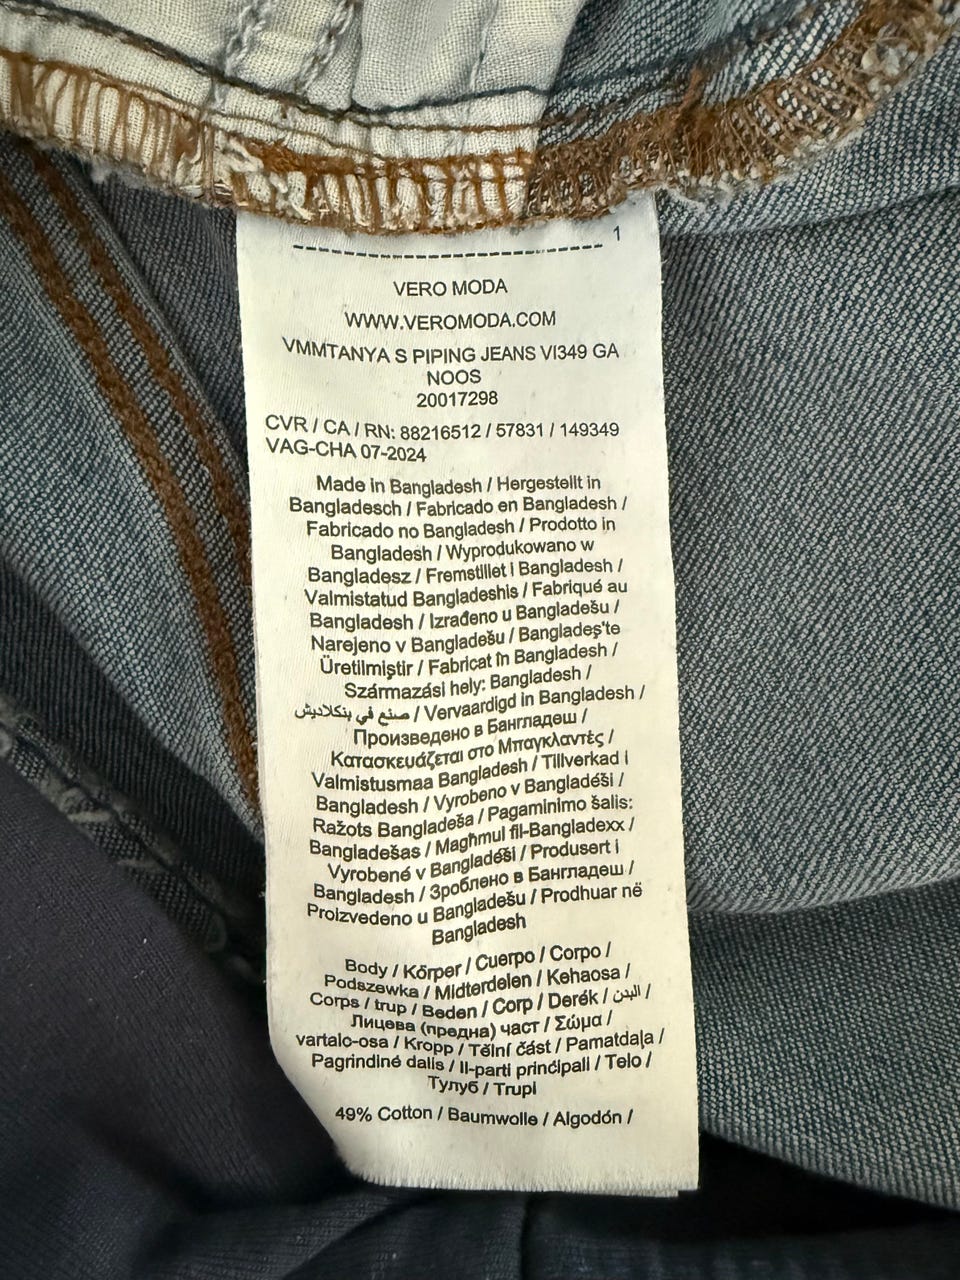 1
VERO MODA
WWW.VEROMODA.COM
VMMTANYA S PIPING JEANS VI349 GA
NOOS
20017298
CVR / CA / RN: 88216512 / 57831 / 149349
VAG-CHA 07-2024
Made in Bangladesh / Hergestellt in
Bangladesch / Fabricado en Bangladesh /
Fabricado no Bangladesh / Prodotto in
Bangladesh / Wyprodukowano w
Bangladesz / Fremstillet i Bangladesh /
Valmistatud Bangladeshis / Fabriqué au
Bangladesh / Izrađeno u Bangladešu /
Narejeno v Bangladešu / Bangladeş'te
Üretilmiştir / Fabricat în Bangladesh /
Származási hely: Bangladesh /
صنع في بنكلاديش / Vervaardigd in Bangladesh /
Произведено в Бангладеш /
Κατασκευάζεται στο Μπαγκλαντές /
Valmistusmaa Bangladesh / Tillverkad i
Bangladesh / Vyrobeno v Bangladéši /
Ražots Bangladeša / Pagaminimo šalis:
Bangladešas / Magħmul fil-Bangladexx /
Vyrobené v Bangladéši / Produsert i
Bangladesh / Зроблено в Бангладеш /
Proizvedeno u Bangladešu / Prodhuar në
Bangladesh
Body / Körper / Cuerpo / Corpo /
Podszewka / Midterdelen / Kehaosa /
Corps / trup / Beden / Corp / Derék / البدن /
Лицева (предна) част / Σώμα /
vartalo-osa / Kropp / Tělní část / Pamatdaļa /
Pagrindinė dalis / Il-parti prinċipali / Telo /
Тулуб / Trupi
49% Cotton / Baumwolle / Algodón /